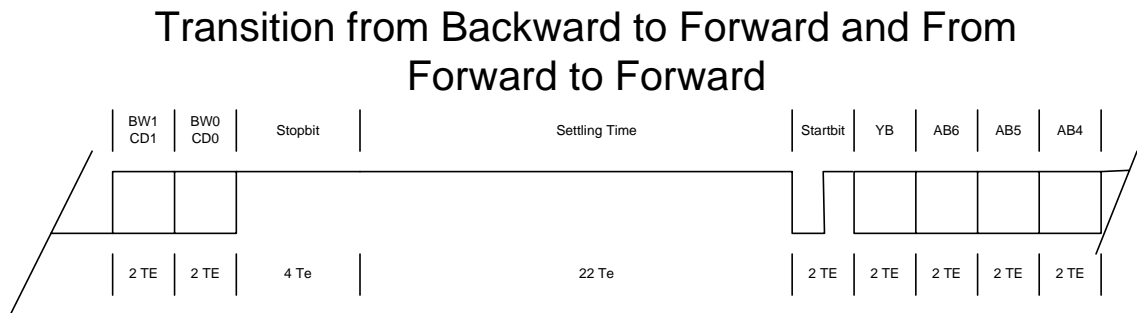 Transition from Backward to Forward and From
Forward to Forward
BW1 BW0
CD1 CD0 Stopbit Settling Time Startbit YB AB6 AB5 AB4
2 TE 2 TE 4 Te 22 Te 2 TE 2 TE 2 TE 2 TE 2 TE